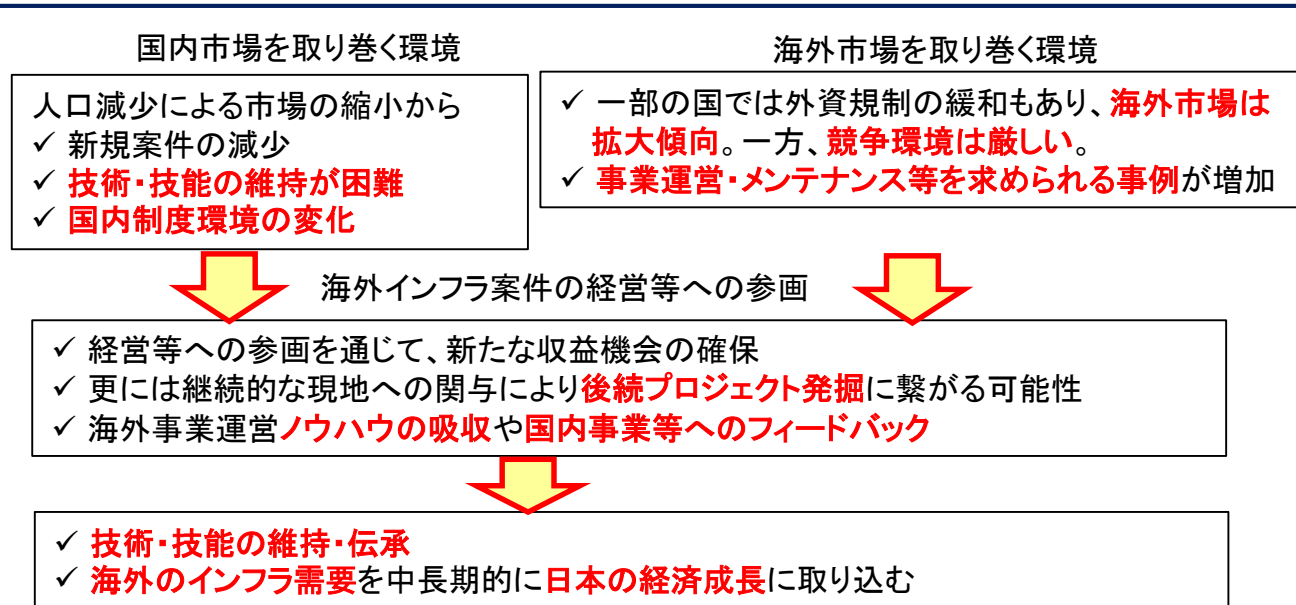 国内市場を取り巻く環境
人口減少による市場の縮小から
✓ 新規案件の減少
✓ 技術・技能の維持が困難
✓ 国内制度環境の変化
海外市場を取り巻く環境
✓ 一部の国では外資規制の緩和もあり、海外市場は
拡大傾向。一方、競争環境は厳しい。
✓ 事業運営・メンテナンス等を求められる事例が増加
海外インフラ案件の経営等への参画
✓ 経営等への参画を通じて、新たな収益機会の確保
✓ 更には継続的な現地への関与により後続プロジェクト発掘に繋がる可能性
✓ 海外事業運営ノウハウの吸収や国内事業等へのフィードバック
✓ 技術・技能の維持・伝承
✓ 海外のインフラ需要を中長期的に日本の経済成長に取り込む